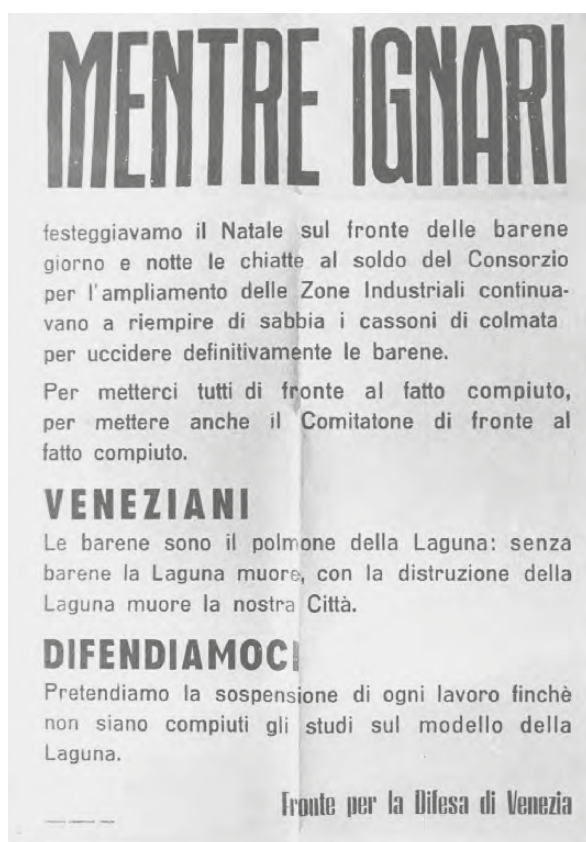 MENTRE IGNARI
festeggiavamo il Natale sul fronte delle barene
giorno e notte le chiatte al soldo del Consorzio
per l'ampliamento delle Zone Industriali continua-
vano a riempire di sabbia i cassoni di colmata
per uccidere definitivamente le barene.
Per metterci tutti di fronte al fatto compiuto,
per mettere anche il Comitatone di fronte al
fatto compiuto.
VENEZIANI
Le barene sono il polmone della Laguna: senza
barene la Laguna muore, con la distruzione della
Laguna muore la nostra Città.
DIFENDIAMOCI
Pretendiamo la sospensione di ogni lavoro finchè
non siano compiuti gli studi sul modello della
Laguna.
Fronte per la Difesa di Venezia